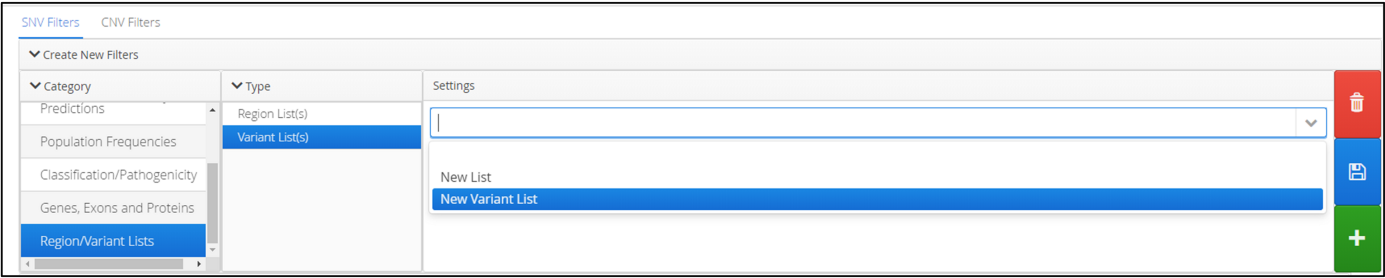 SNV Filters CNV Filters
Create New Filters
Category Type Settings
Predictions
Region List(s)
Variant List(s)
Population Frequencies
Classification/Pathogenicity
New List
New Variant List
Genes, Exons and Proteins
Region/Variant Lists